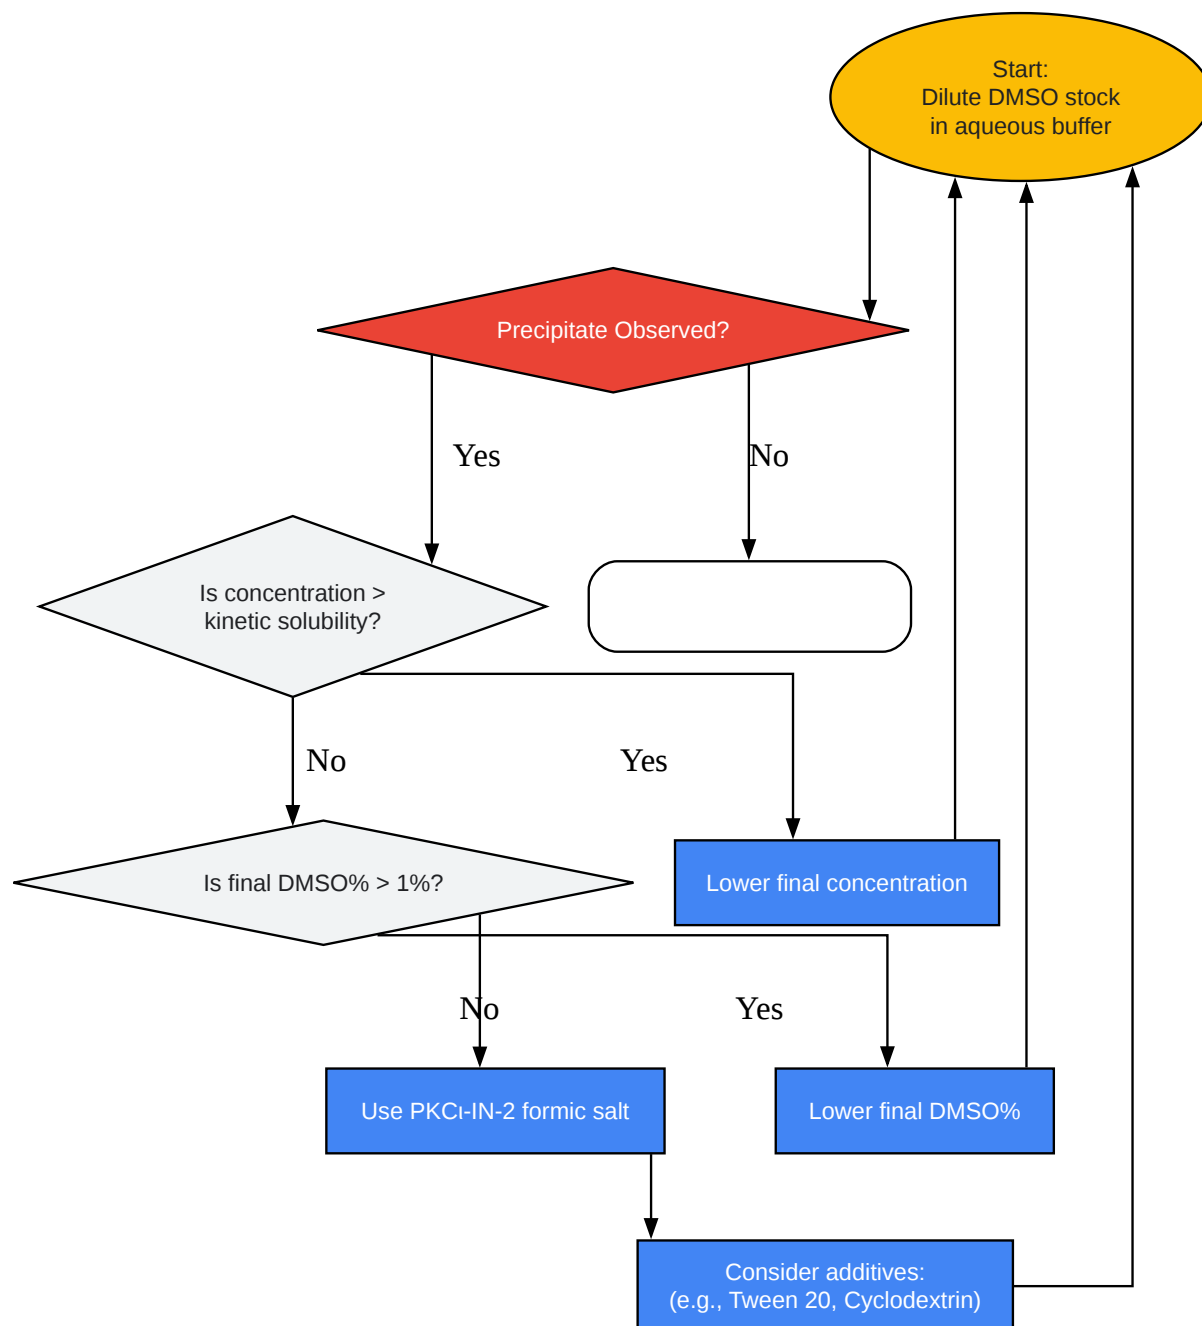 Start:
Dilute DMSO stock
in aqueous buffer
Precipitate Observed?
Yes
No
Is concentration >
kinetic solubility?
No
Yes
Is final DMSO% > 1%?
Lower final concentration
No
Yes
Use PKCι-IN-2 formic salt
Lower final DMSO%
Consider additives:
(e.g., Tween 20, Cyclodextrin)